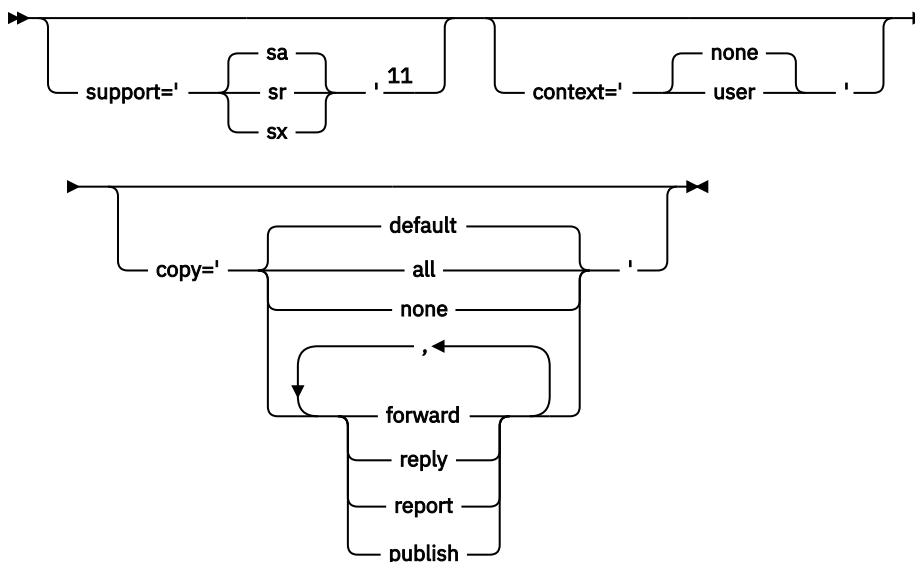 sa none
support=' sr ' 11 context=' user '
sx
default
copy=' all '
none
,
forward
reply
report
publish